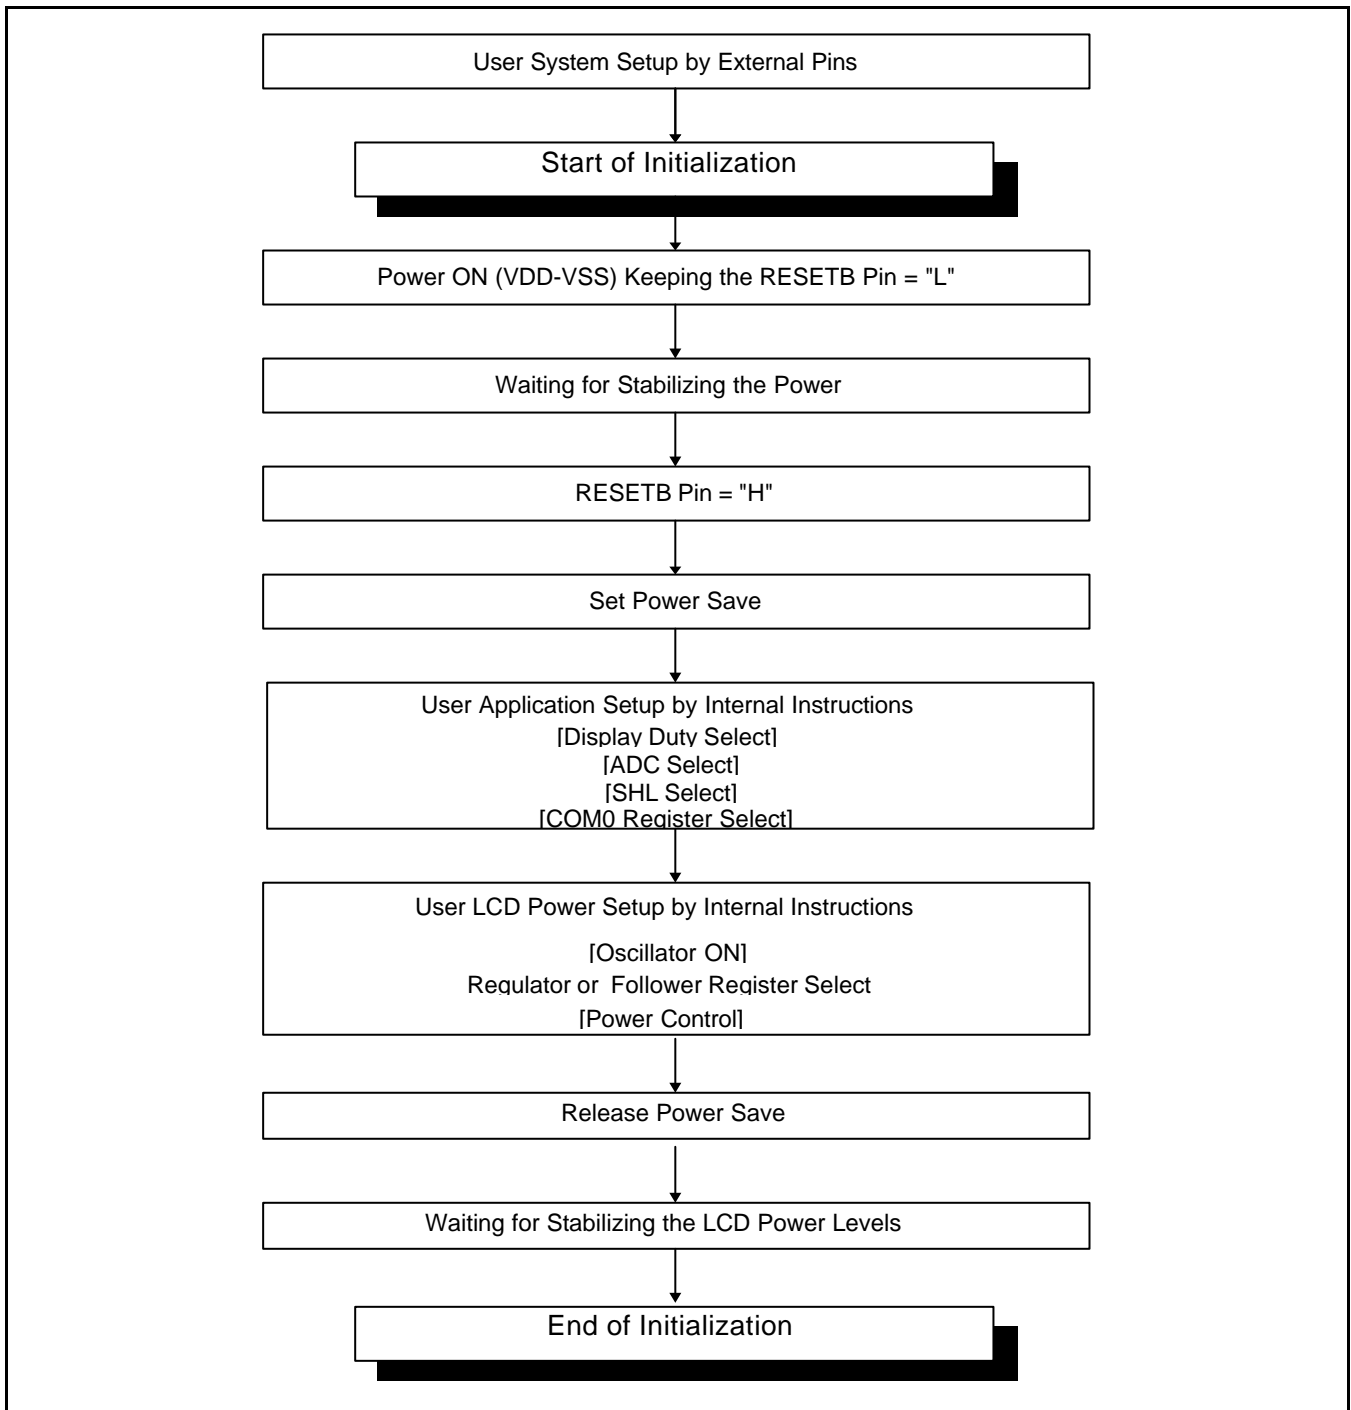 User System Setup by External Pins
Start of Initialization
Power ON (VDD-VSS) Keeping the RESETB Pin = "L"
Waiting for Stabilizing the Power
RESETB Pin = "H"
Set Power Save
User Application Setup by Internal Instructions
[Display Duty Select]
[ADC Select]
[SHL Select]
[COM0 Register Select]
User LCD Power Setup by Internal Instructions
[Oscillator ON]
Regulator or Follower Register Select
[Power Control]
Release Power Save
Waiting for Stabilizing the LCD Power Levels
End of Initialization